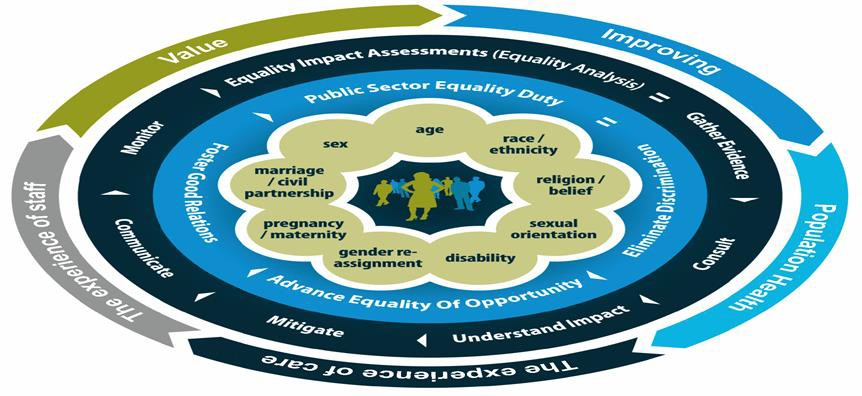 Value
Improving
Population Health
The experience of care
The experience of staff
Equality Impact Assessments (Equality Analysis) =
Gather Evidence
Consult
Understand Impact
Mitigate
Communicate
Monitor
Public Sector Equality Duty =
Eliminate Discrimination
Advance Equality Of Opportunity
Foster Good Relations
age
race /
ethnicity
religion /
belief
sexual
orientation
disability
gender re-
assignment
pregnancy
/ maternity
marriage
/ civil
partnership
sex